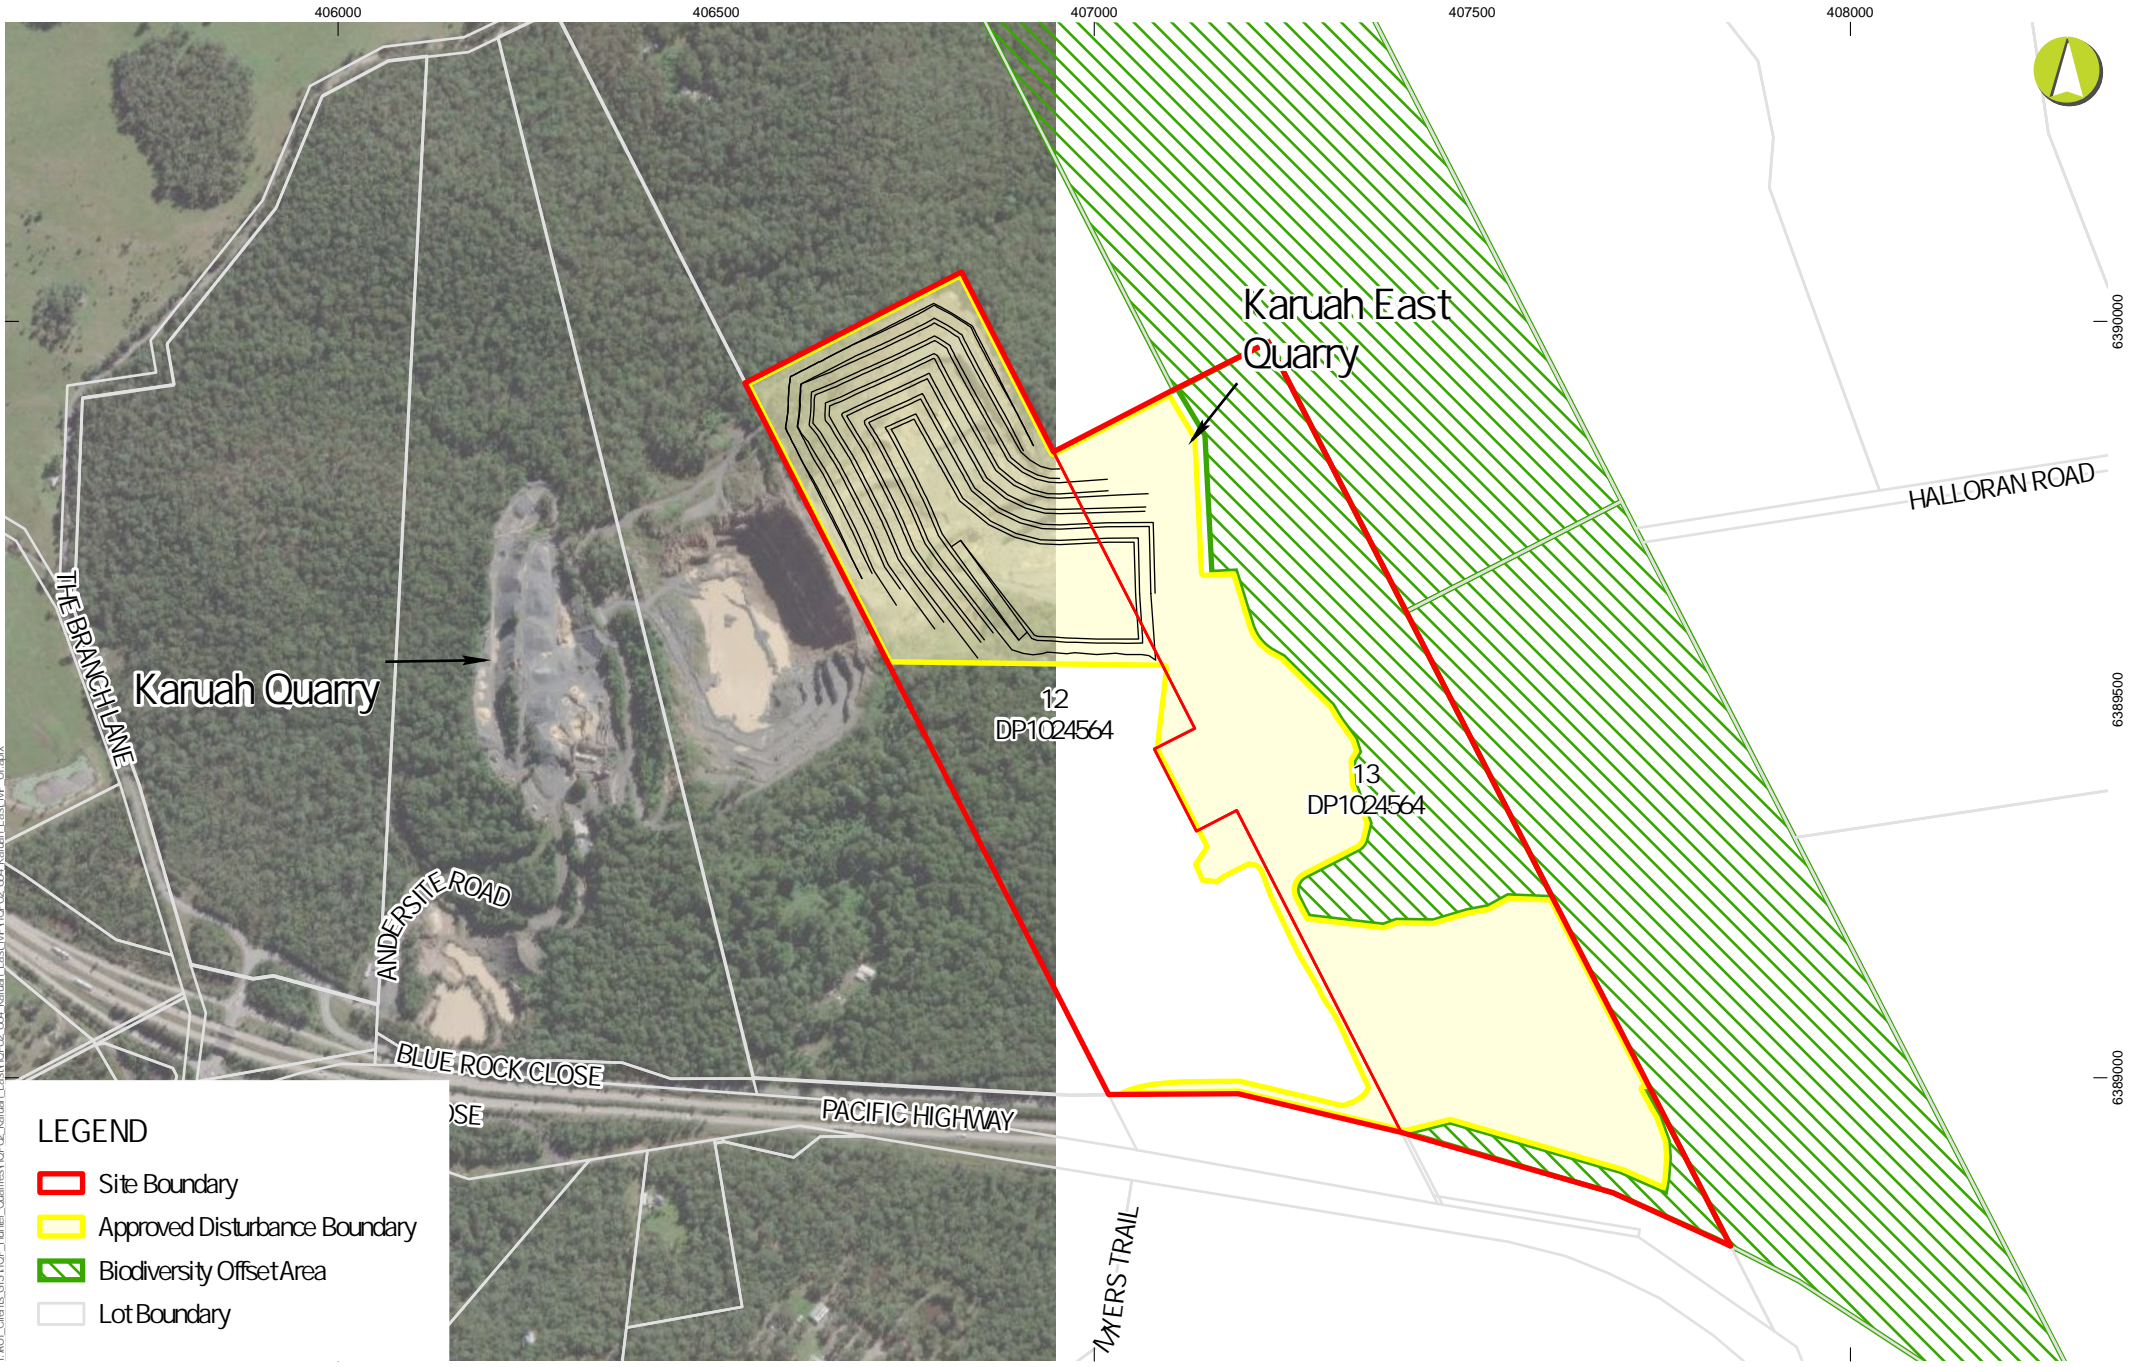 406000
406500
407000
407500
408000
Karuah East
Quarry
6390000
HALLORAN ROAD
THE BRANCH LANE
Karuah Quarry
12
DP1024564
6389500
13
DP1024564
ANDERSITE ROAD
BLUE ROCK CLOSE
OSE
PACIFIC HIGHWAY
6389000
MYERS TRAIL
LEGEND
Site Boundary
Approved Disturbance Boundary
Biodiversity Offset Area
Lot Boundary